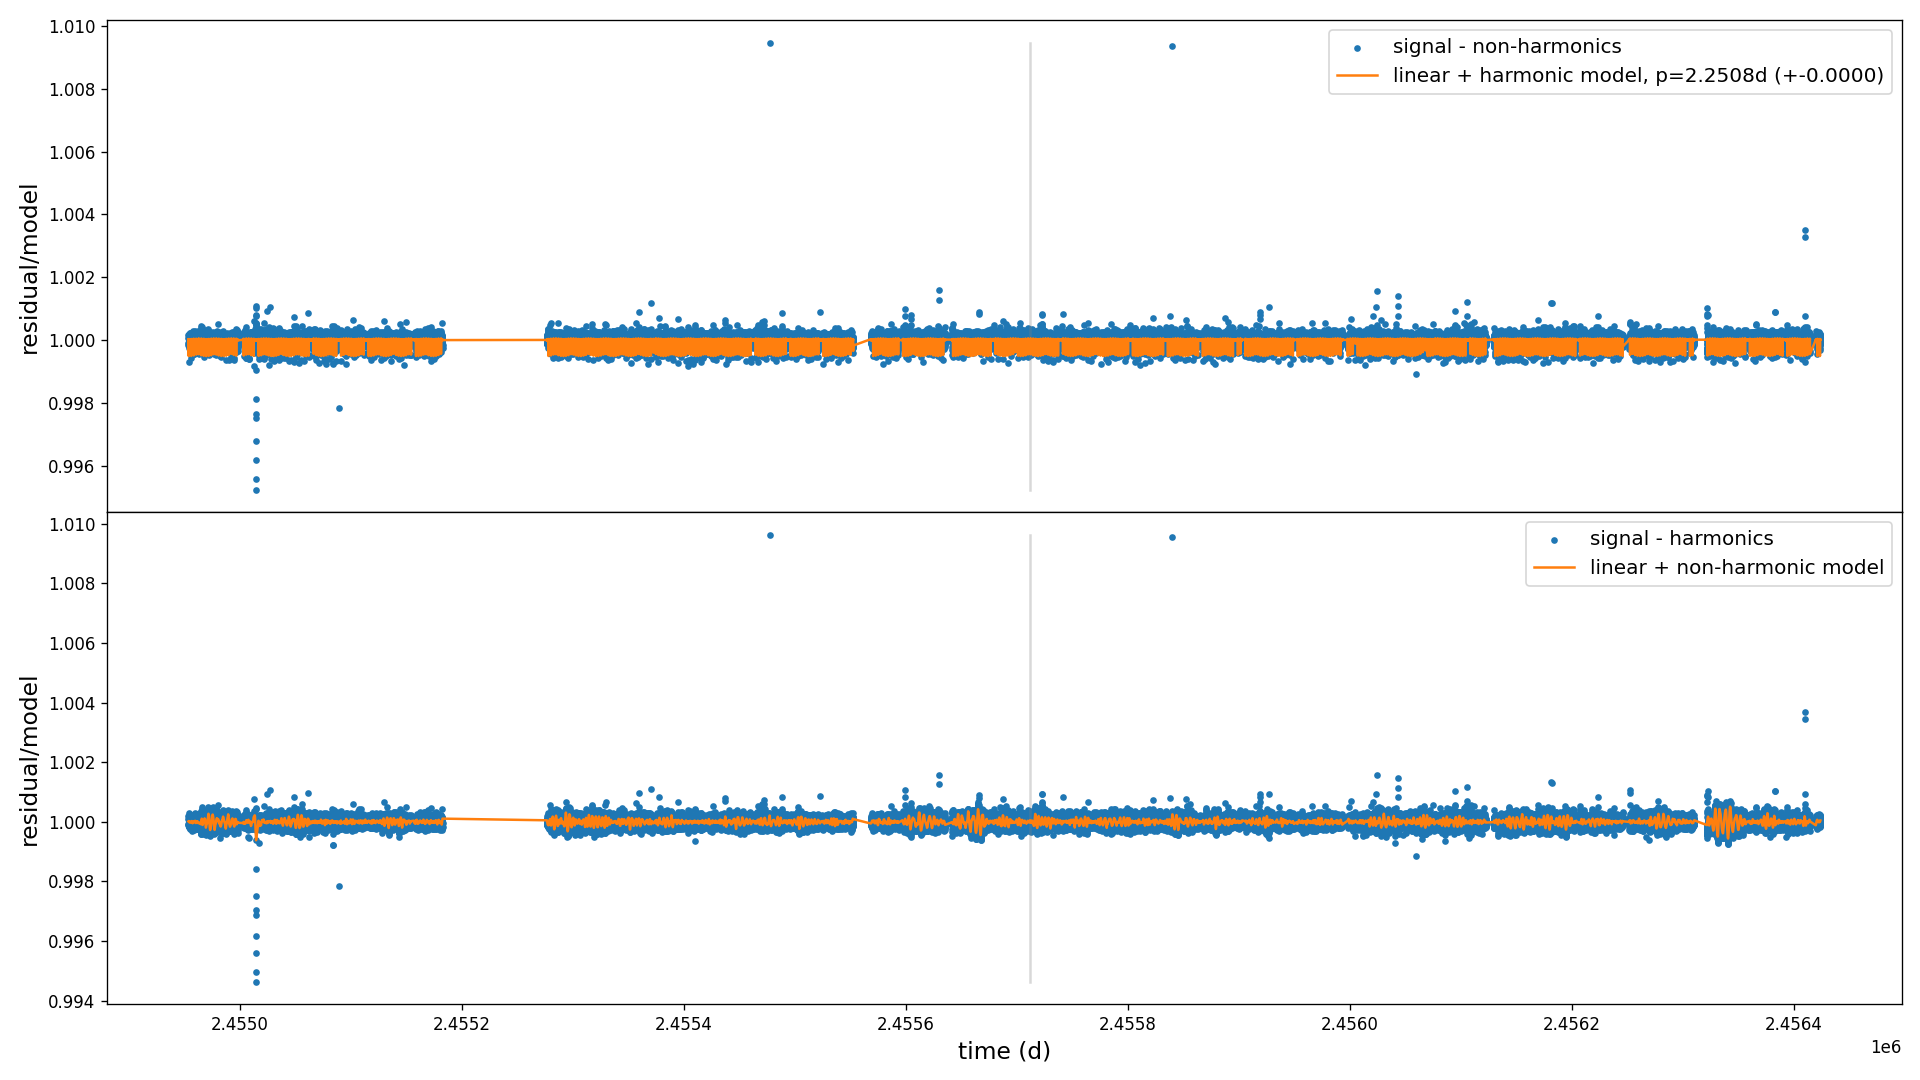 1.010
1.008
1.006
1.004
1.002
1.000
0.998
0.996
residual/model
signal - non-harmonics
linear + harmonic model, p=2.2508d (+-0.0000)
1.010
1.008
1.006
1.004
1.002
1.000
0.998
0.996
0.994
residual/model
signal - harmonics
linear + non-harmonic model
2.4550 2.4552 2.4554 2.4556 2.4558 2.4560 2.4562 2.4564
1e6
time (d)